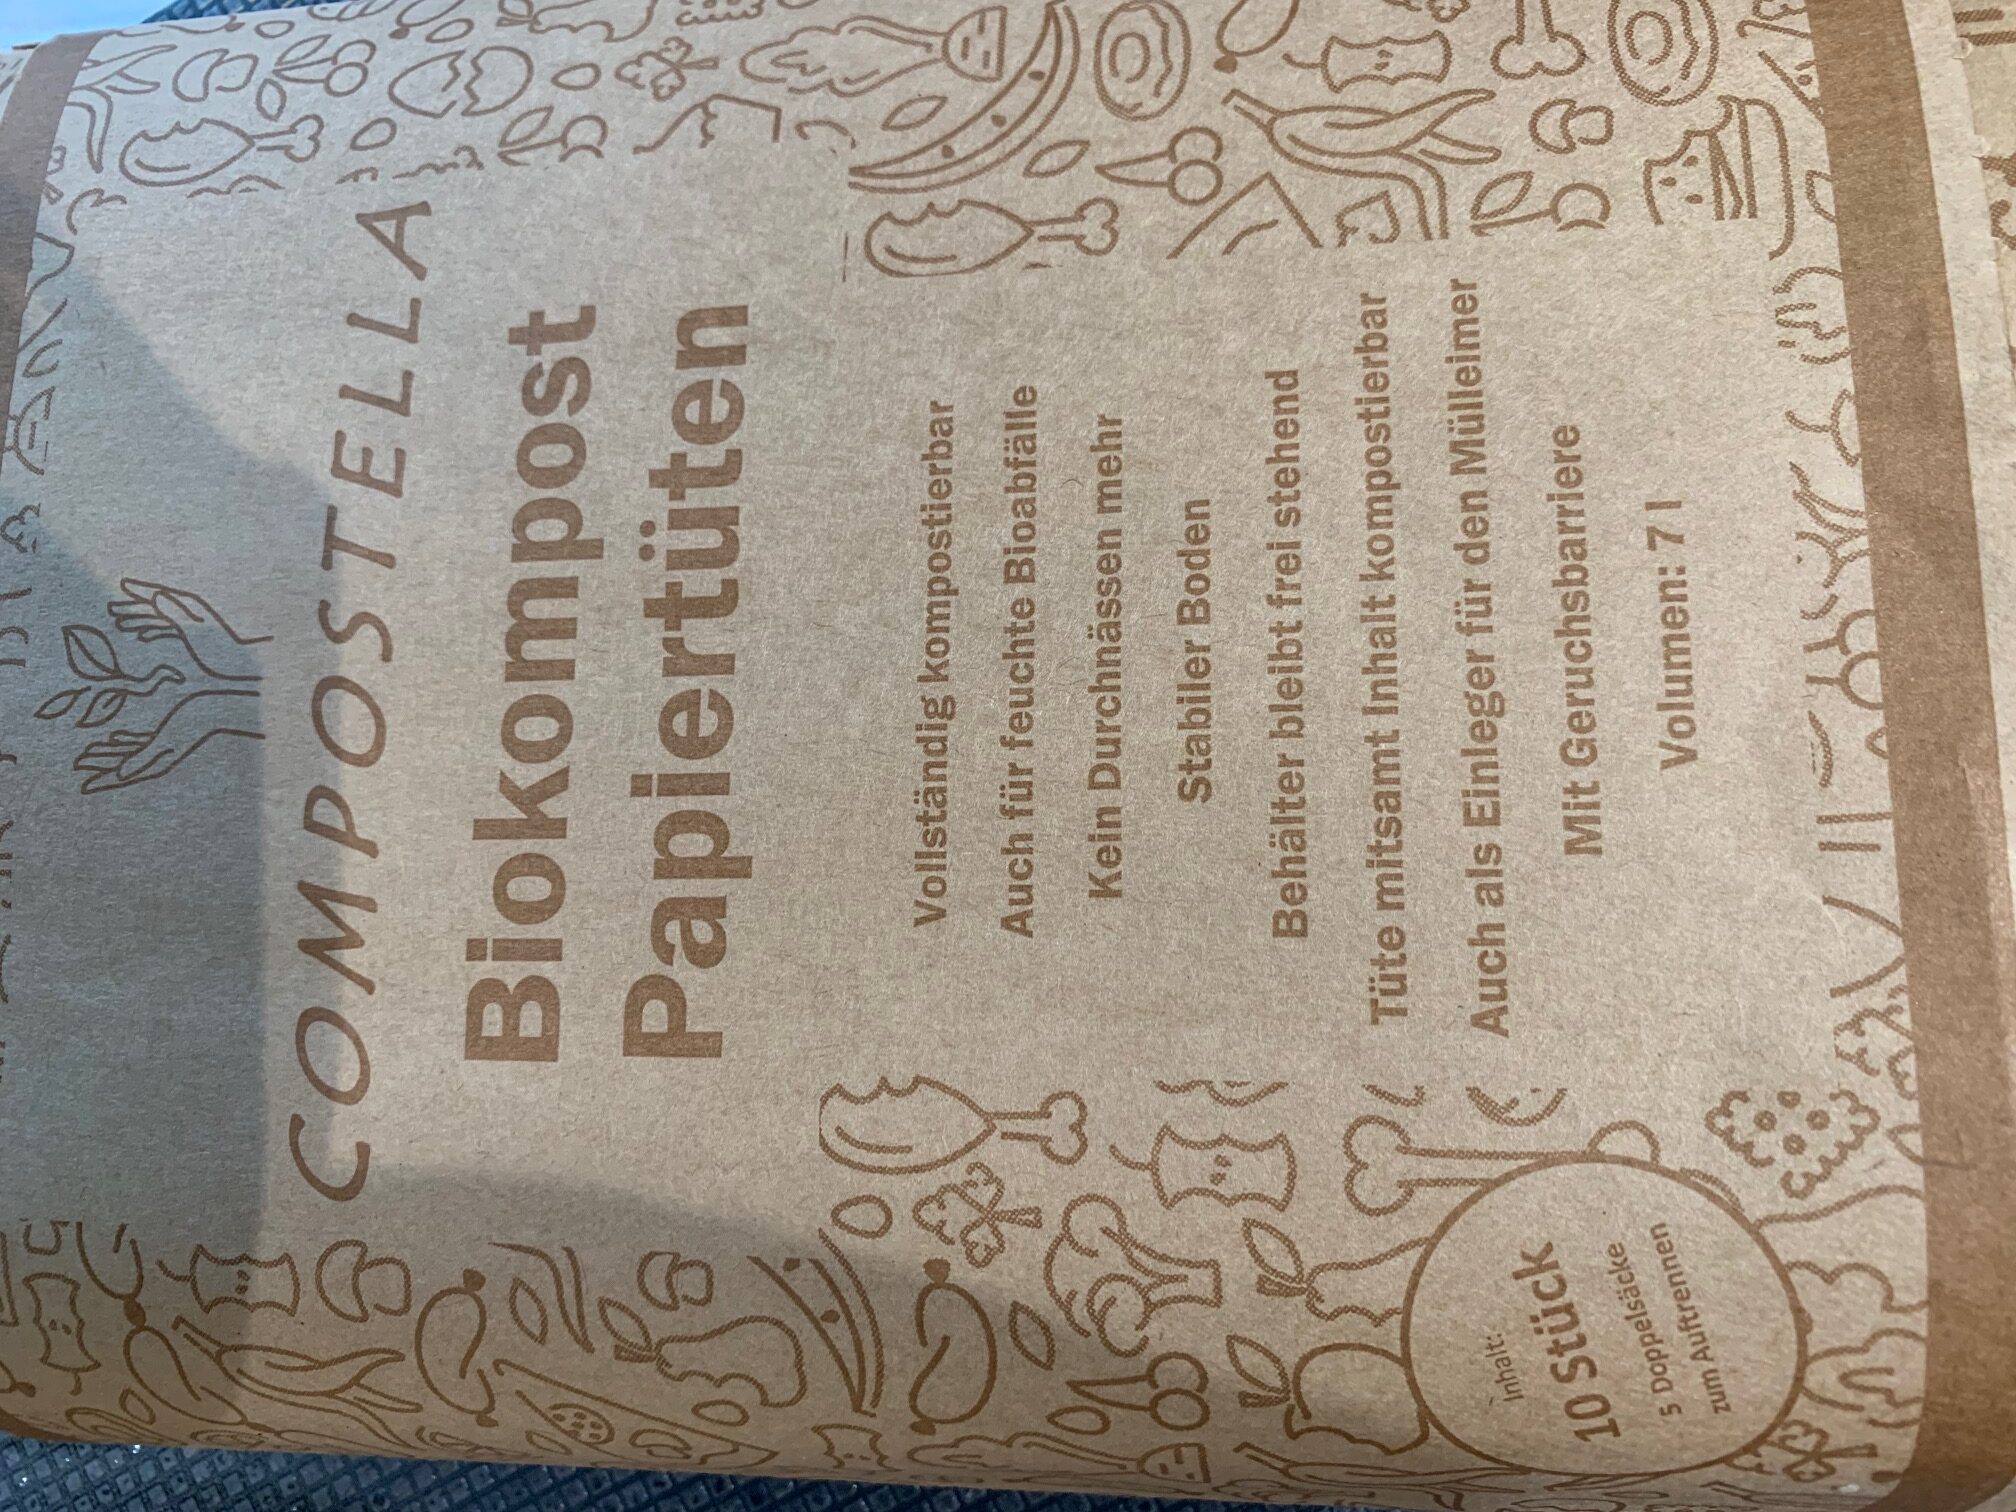 COMPOSTELLA
Biokompost
Papiertüten
Vollständig kompostierbar
Auch für feuchte Bioabfälle
Kein Durchnässen mehr
Stabiler Boden
Behälter bleibt frei stehend
Tüte mitsamt Inhalt kompostierbar
Auch als Einleger für den Mülleimer
Mit Geruchsbarriere
Volumen: 7 l
Inhalt:
10 Stück
5 Doppelsäcke
zum Auftrennen